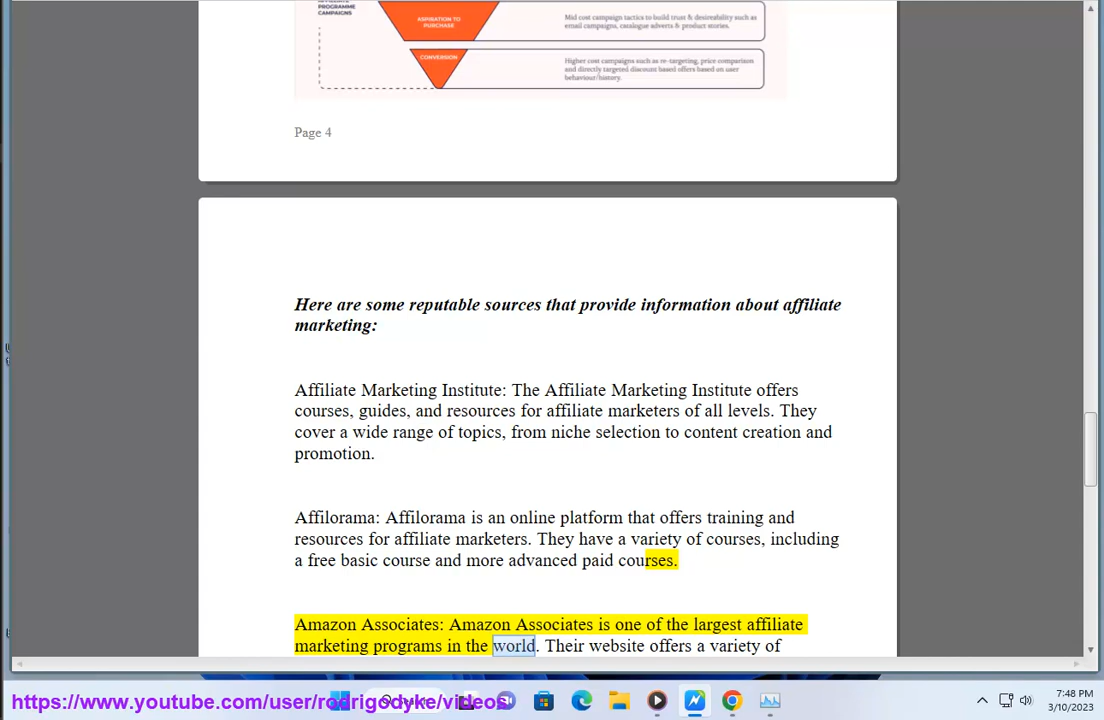 PROGRAMME
CAMPAIGNS
ASPIRATION TO
PURCHASE
Mid cost campaign tactics to build trust & desireability such as
email campaigns, catalogue adverts & product stories.
CONVERSION
Higher cost campaigns such as re-targeting, price comparison
and directly targeted discount based offers based on user
behaviour/history.
Page 4
Here are some reputable sources that provide information about affiliate
marketing:
Affiliate Marketing Institute: The Affiliate Marketing Institute offers
courses, guides, and resources for affiliate marketers of all levels. They
cover a wide range of topics, from niche selection to content creation and
promotion.
Affilorama: Affilorama is an online platform that offers training and
resources for affiliate marketers. They have a variety of courses, including
a free basic course and more advanced paid courses.
Amazon Associates: Amazon Associates is one of the largest affiliate
marketing programs in the world. Their website offers a variety of
https://www.youtube.com/user/rodrigodyke/videos
7:48 PM
3/10/2023